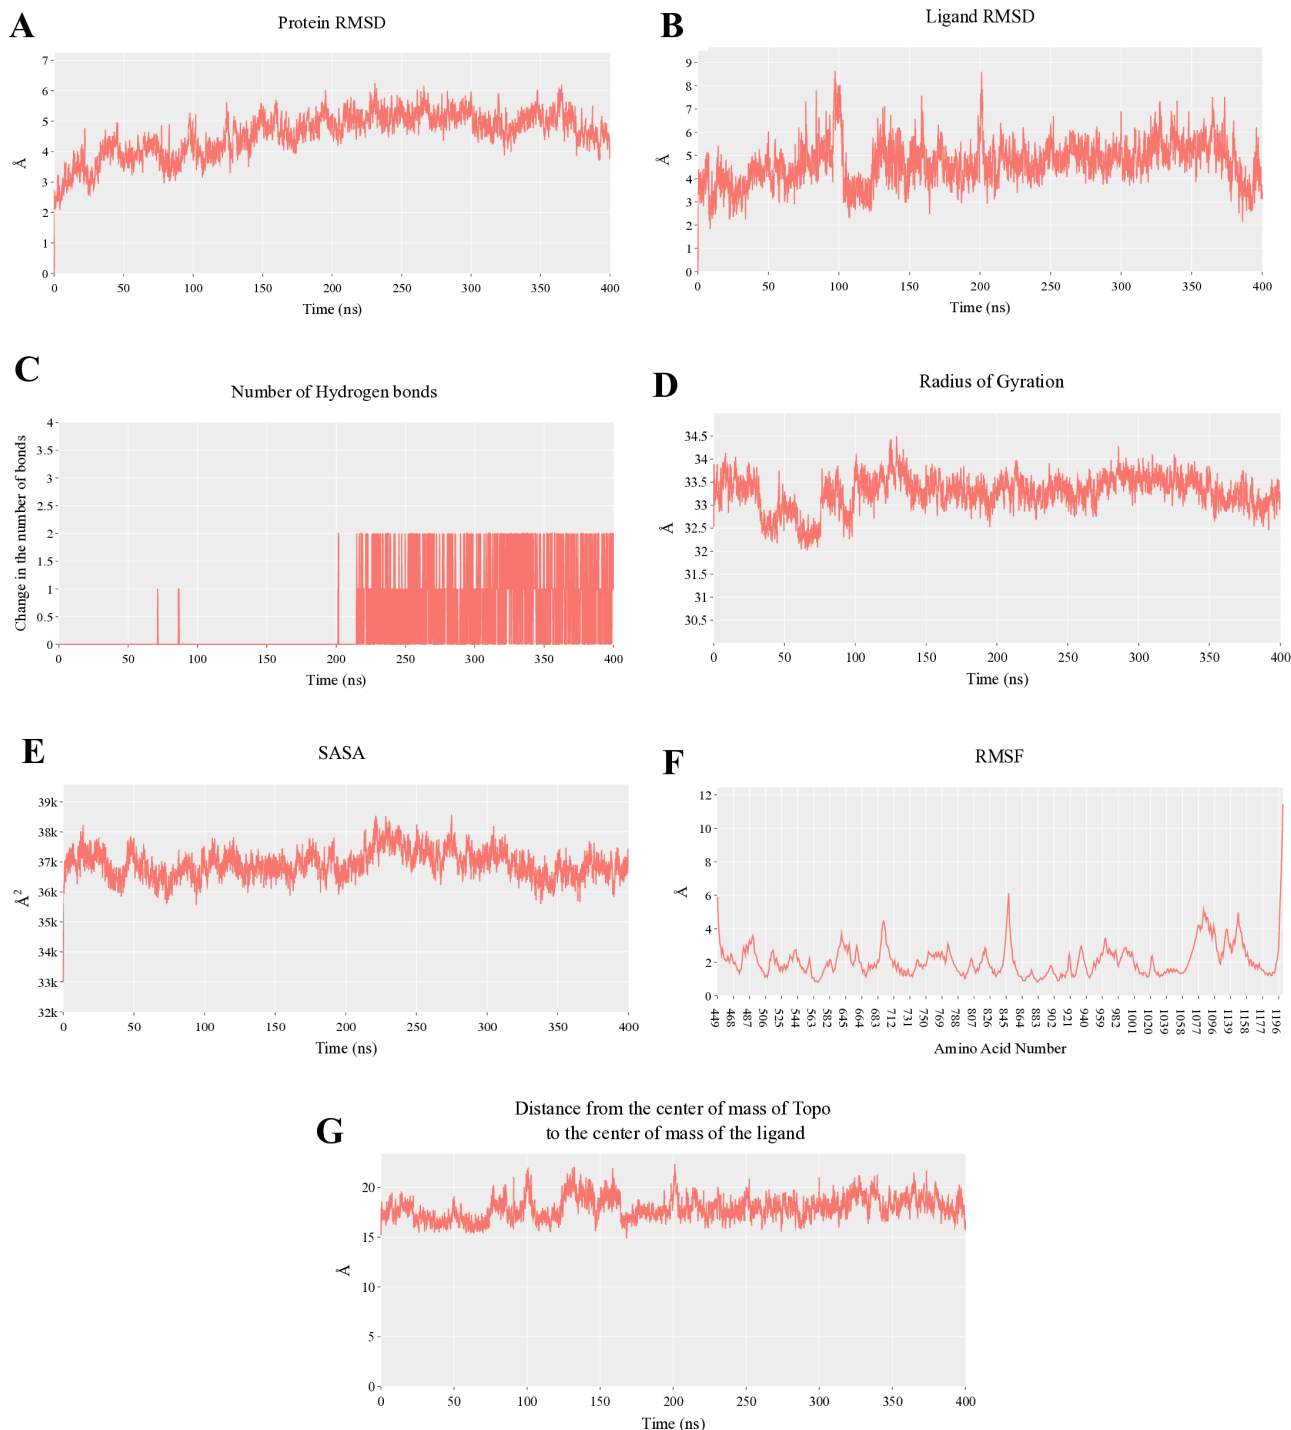 A
Protein RMSD
7
6
5
4
3
2
1
0
Å
0 50 100 150 200 250 300 350 400
Time (ns)
B
Ligand RMSD
9
8
7
6
5
4
3
2
1
0
Å
0 50 100 150 200 250 300 350 400
Time (ns)
C
Number of Hydrogen bonds
4
3.5
3
2.5
2
1.5
1
0.5
0
Change in the number of bonds
0 50 100 150 200 250 300 350 400
Time (ns)
D
Radius of Gyration
34.5
34
33.5
33
32.5
32
31.5
31
30.5
Å
0 50 100 150 200 250 300 350 400
Time (ns)
E
SASA
39k
38k
37k
36k
35k
34k
33k
32k
Å²
0 50 100 150 200 250 300 350 400
Time (ns)
F
RMSF
12
10
8
6
4
2
0
Å
449 468 487 506 525 544 563 582 645 664 683 712 731 750 769 788 807 826 845 864 883 902 921 940 959 982 1001 1020 1039 1058 1077 1096 1139 1158 1177 1196
Amino Acid Number
G
Distance from the center of mass of Topo
to the center of mass of the ligand
20
15
10
5
0
Å
0 50 100 150 200 250 300 350 400
Time (ns)